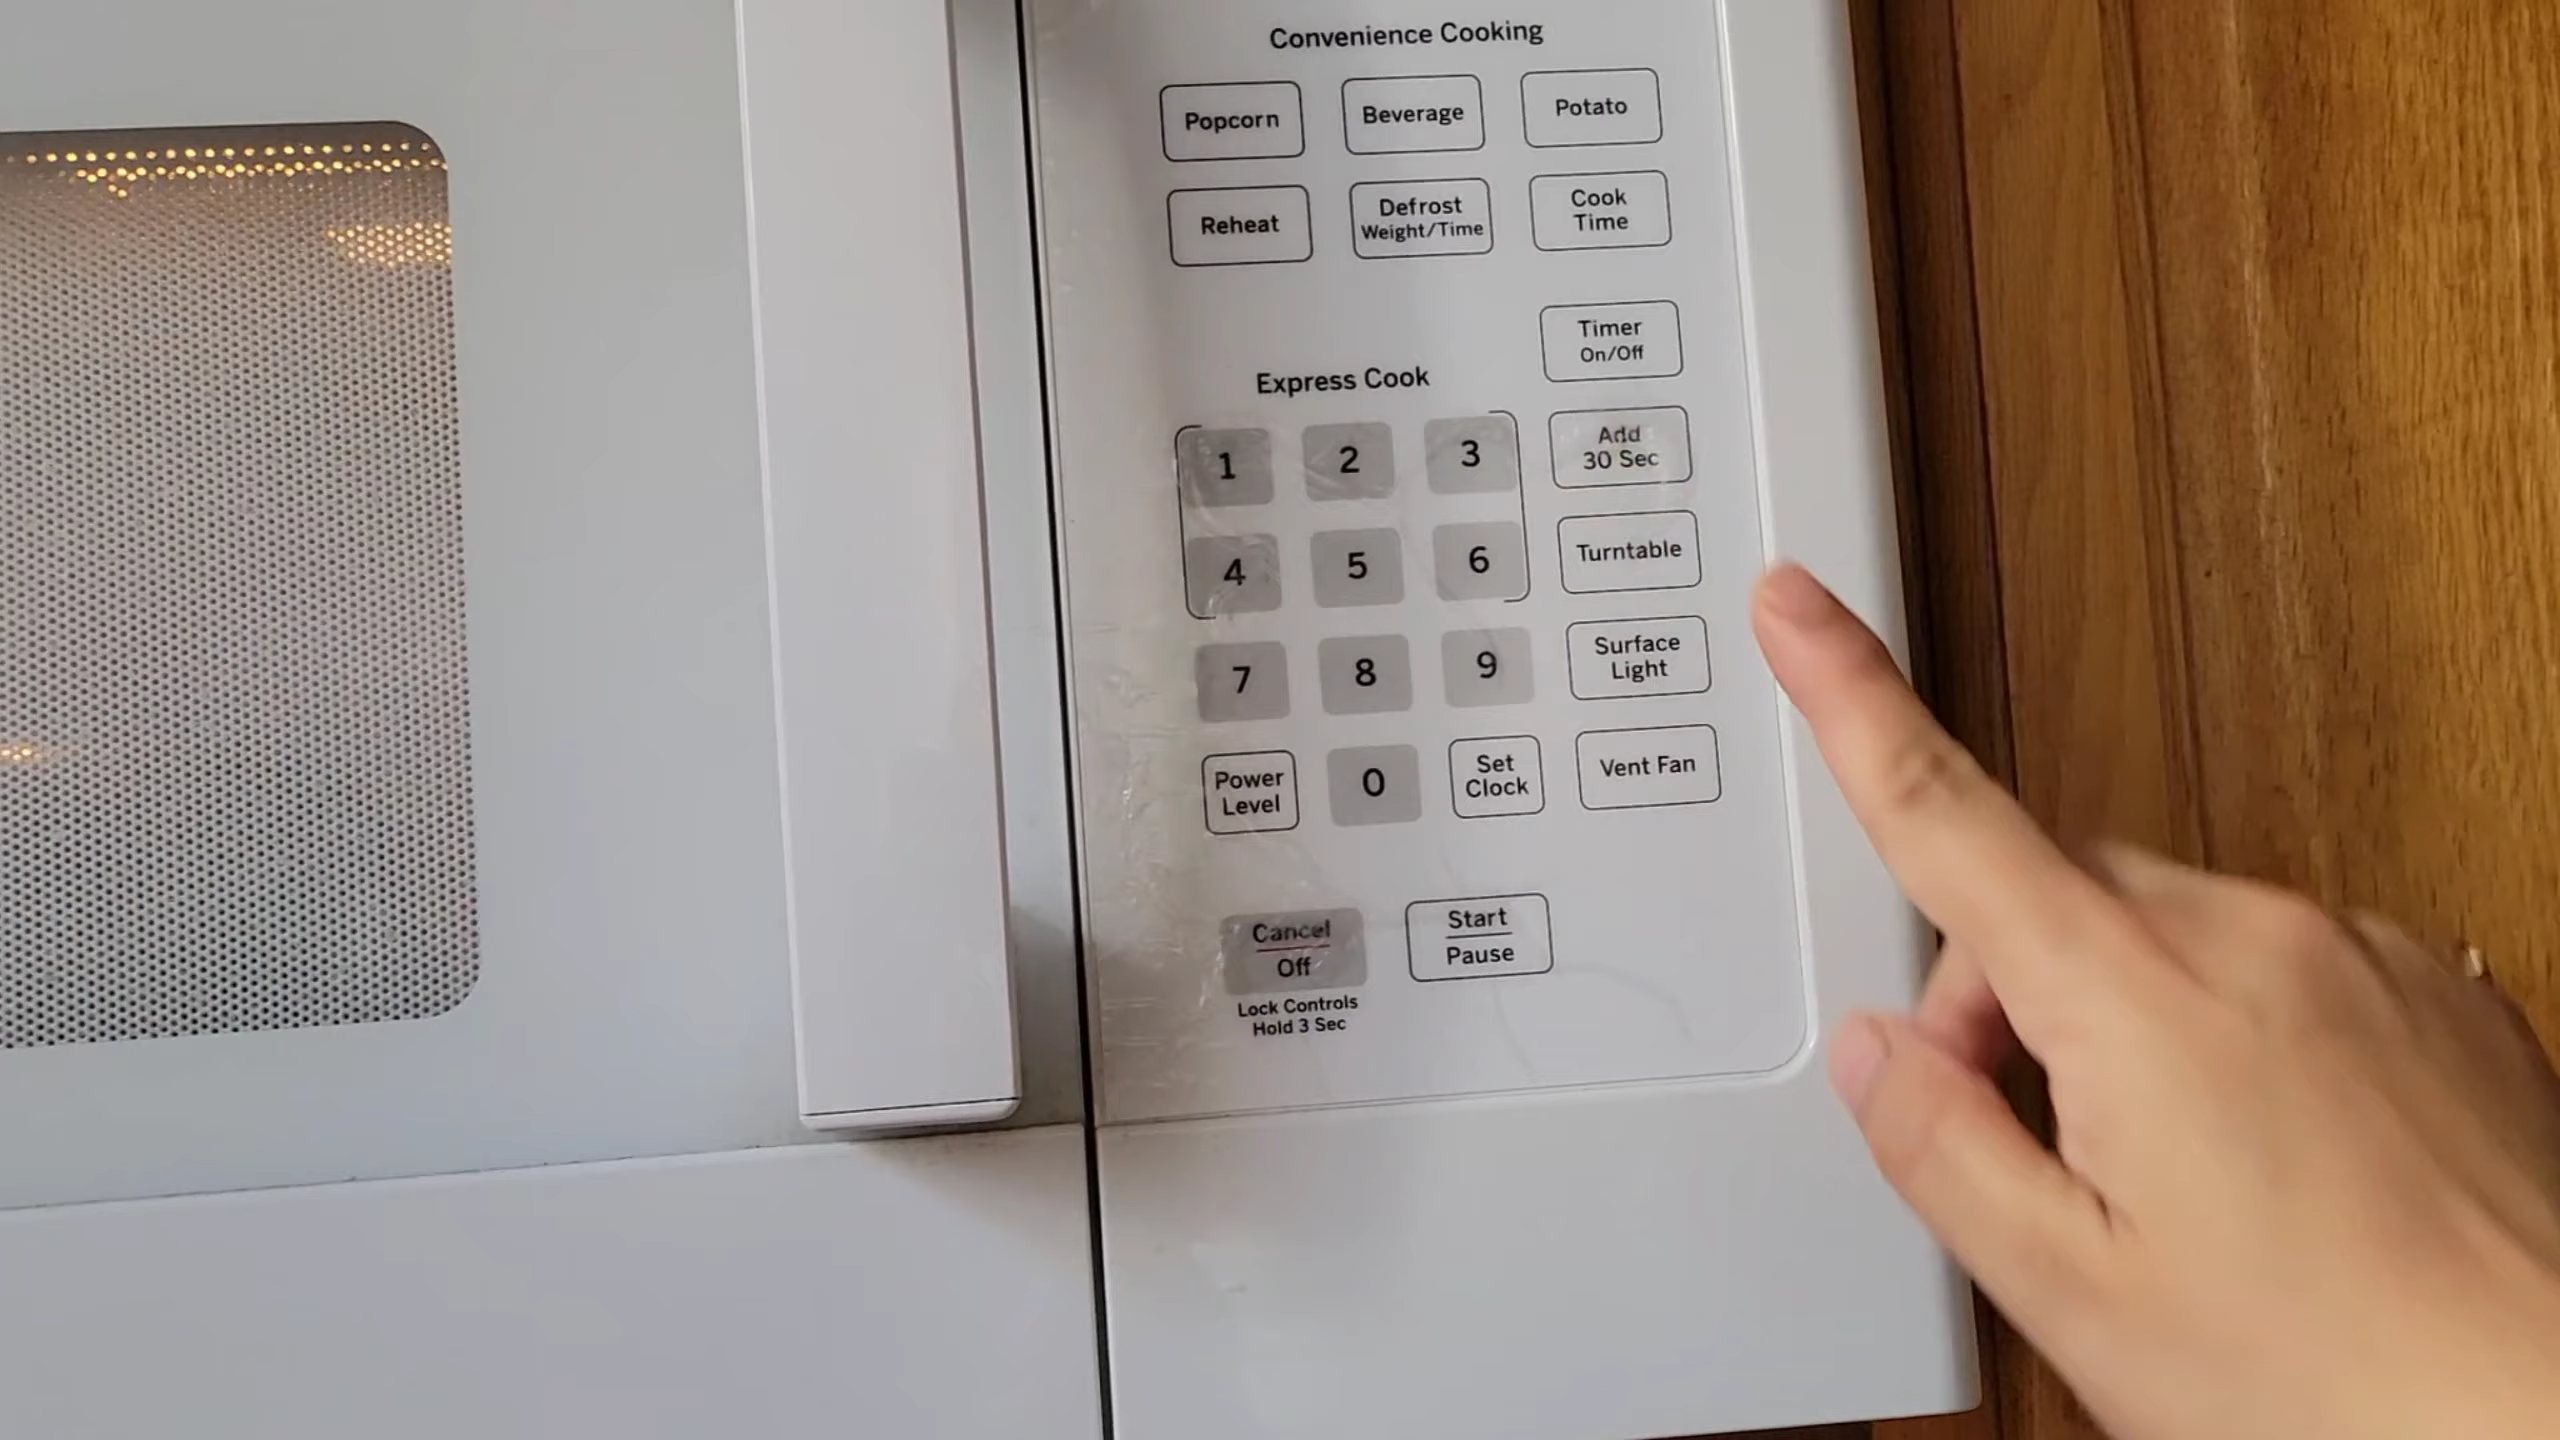 Convenience Cooking
Popcorn
Beverage
Potato
Reheat
Defrost
Weight/Time
Cook
Time
Timer
On/Off
Express Cook
1
2
3
Add
30 Sec
4
5
6
Turntable
7
8
9
Surface
Light
Power
Level
0
Set
Clock
Vent Fan
Cancel
Off
Start
Pause
Lock Controls
Hold 3 Sec